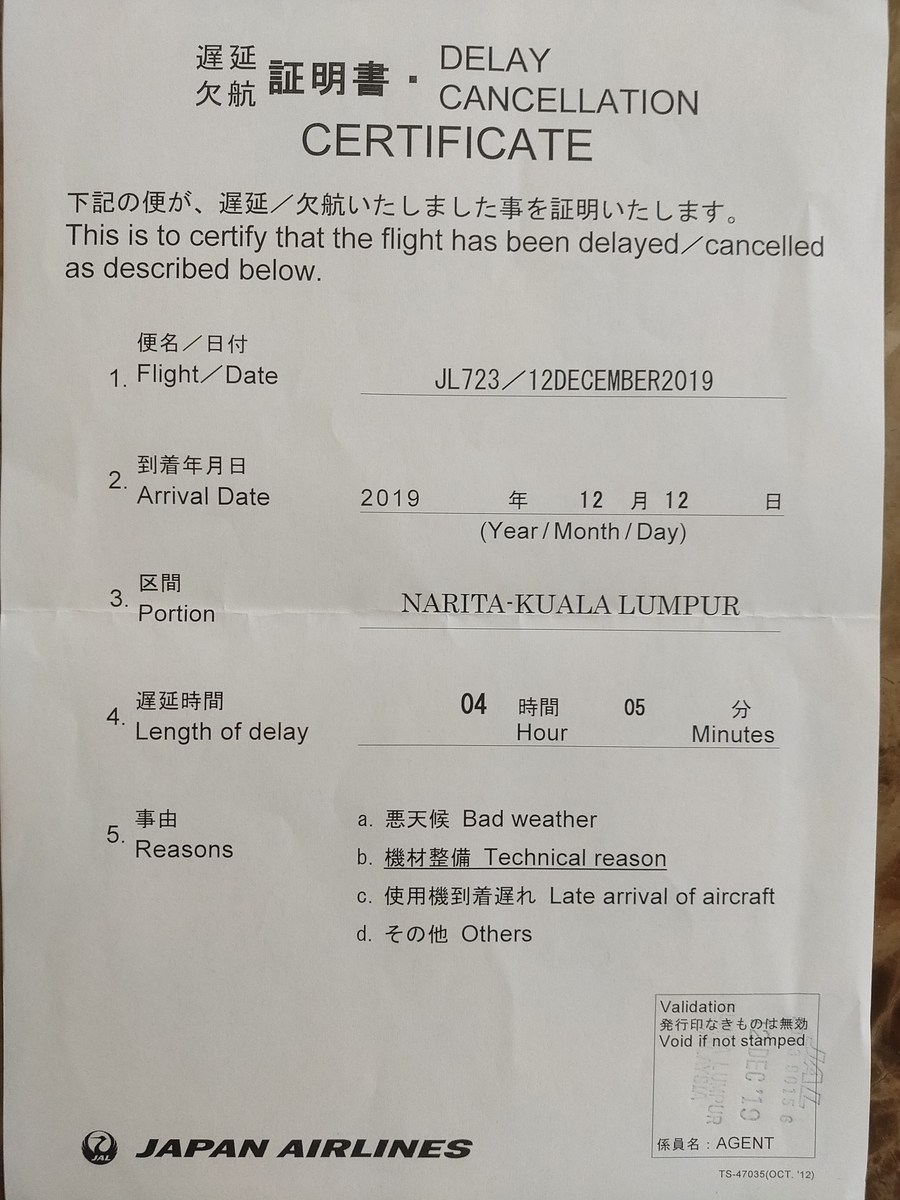 遅延
欠航
証明書・
DELAY
CANCELLATION
CERTIFICATE
下記の便が、遅延／欠航いたしました事を証明いたします。
This is to certify that the flight has been delayed／cancelled
as described below.
便名／日付
1. Flight／Date JL723／12DECEMBER2019
到着年月日
2. Arrival Date 2019 年 12 月 12 日
(Year / Month / Day)
区間
3. Portion NARITA-KUALA LUMPUR
遅延時間 04 時間 05 分
4. Length of delay Hour Minutes
事由
5. Reasons
a. 悪天候 Bad weather
b. 機材整備 Technical reason
c. 使用機到着遅れ Late arrival of aircraft
d. その他 Others
Validation
発行印なきものは無効
Void if not stamped
JAL
2DEC'19
LUMPUR
係員名：AGENT
JAL
JAPAN AIRLINES
TS-47035(OCT. '12)